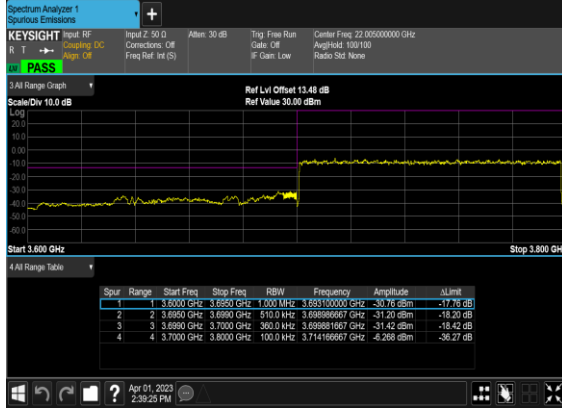 Spectrum Analyzer 1
Spurious Emissions
+
KEYSIGHT Input: RF Input Z: 50 Ω Atten: 30 dB Trig: Free Run Center Freq: 22.005000000 GHz
R T Coupling: DC Corrections: Off Gate: Off Avg|Hold: 100/100
Align: Off Freq Ref: Int (S) IF Gain: Low Radio Std: None
PASS
3 All Range Graph Ref Lvl Offset 13.48 dB
Scale/Div 10.0 dB Ref Value 30.00 dBm
Log
20.0
10.0
0.00
-10.0
-20.0
-30.0
-40.0
-50.0
-60.0
Start 3.600 GHz Stop 3.800 GH
4 All Range Table
Spur Range Start Freq Stop Freq RBW Frequency Amplitude ΔLimit
1 1 3.6000 GHz 3.6950 GHz 1.000 MHz 3.693100000 GHz -30.76 dBm -17.76 dB
2 2 3.6950 GHz 3.6990 GHz 510.0 kHz 3.698986667 GHz -31.20 dBm -18.20 dB
3 3 3.6990 GHz 3.7000 GHz 360.0 kHz 3.699881667 GHz -31.42 dBm -18.42 dB
4 4 3.7000 GHz 3.8000 GHz 100.0 kHz 3.714166667 GHz -6.268 dBm -36.27 dB
? Apr 01, 2023
2:39:25 PM